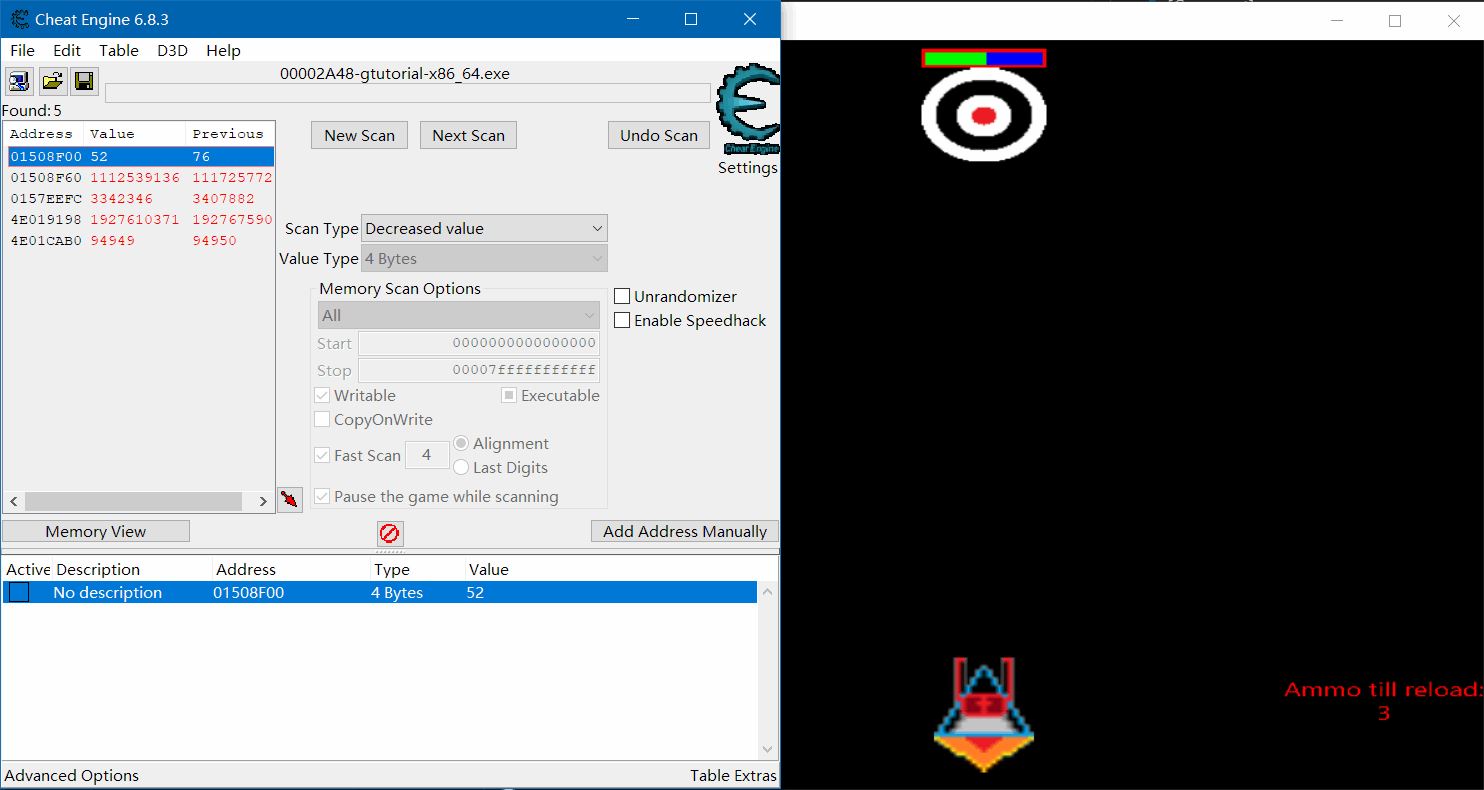 Cheat Engine 6.8.3
File Edit Table D3D Help
00002A48-gtutorial-x86_64.exe
Found: 5
Address Value Previous
01508F00 52 76
01508F60 1112539136 111725772
0157EEFC 3342346 3407882
4E019198 1927610371 192767590
4E01CAB0 94949 94950
New Scan Next Scan Undo Scan
Cheat Engine
Settings
Scan Type Decreased value
Value Type 4 Bytes
Memory Scan Options
All
Start 0000000000000000
Stop 00007fffffffffff
Writable Executable
CopyOnWrite
Fast Scan 4 Alignment
Last Digits
Pause the game while scanning
Unrandomizer
Enable Speedhack
Memory View Add Address Manually
Active Description Address Type Value
No description 01508F00 4 Bytes 52
Advanced Options Table Extras
Ammo till reload:
3